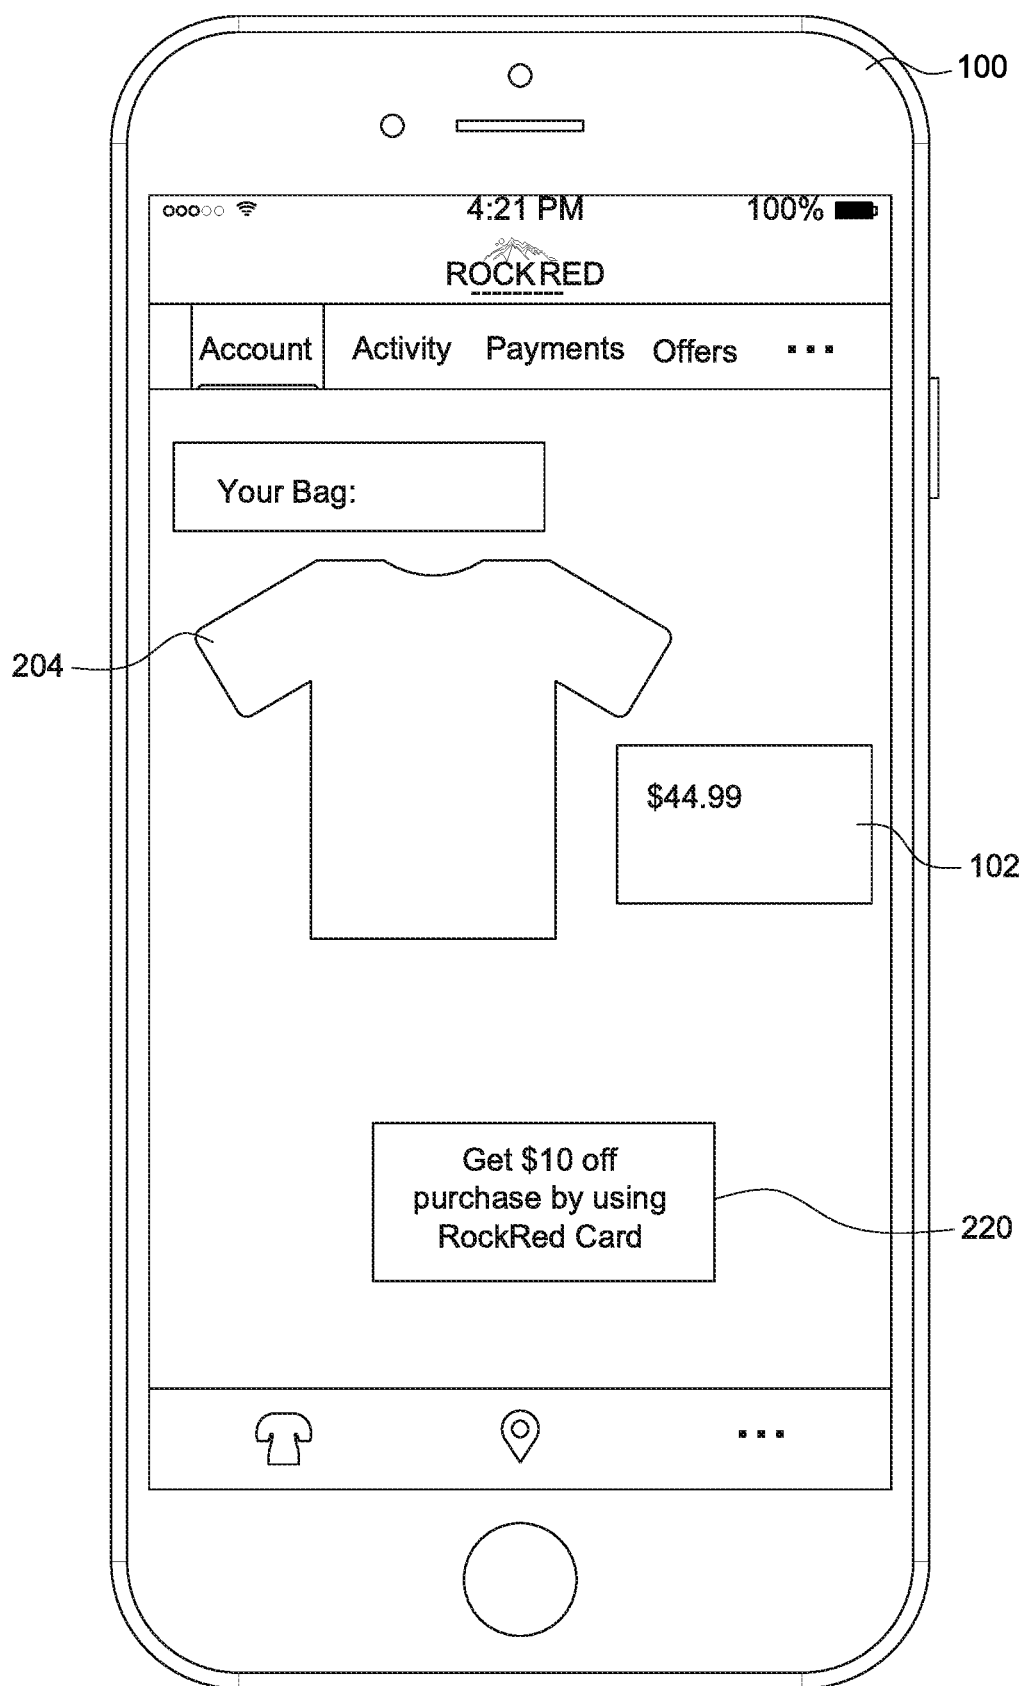 100
4:21 PM 100%
ROCKRED
Account Activity Payments Offers ...
Your Bag:
204
$44.99
102
Get $10 off
purchase by using
RockRed Card
220
...